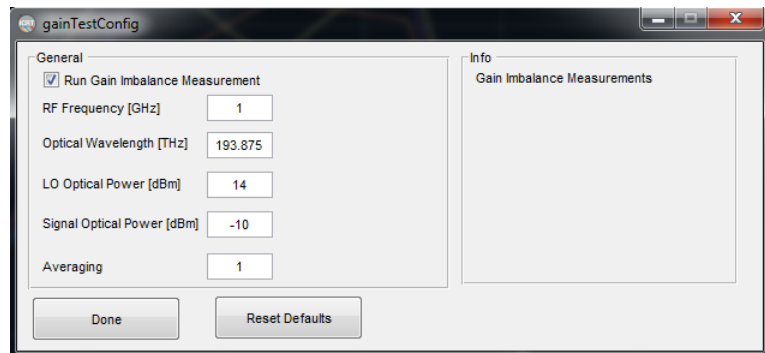 gainTestConfig
General
Run Gain Imbalance Measurement
RF Frequency [GHz] 1
Optical Wavelength [THz] 193.875
LO Optical Power [dBm] 14
Signal Optical Power [dBm] -10
Averaging 1
Info
Gain Imbalance Measurements
Done
Reset Defaults